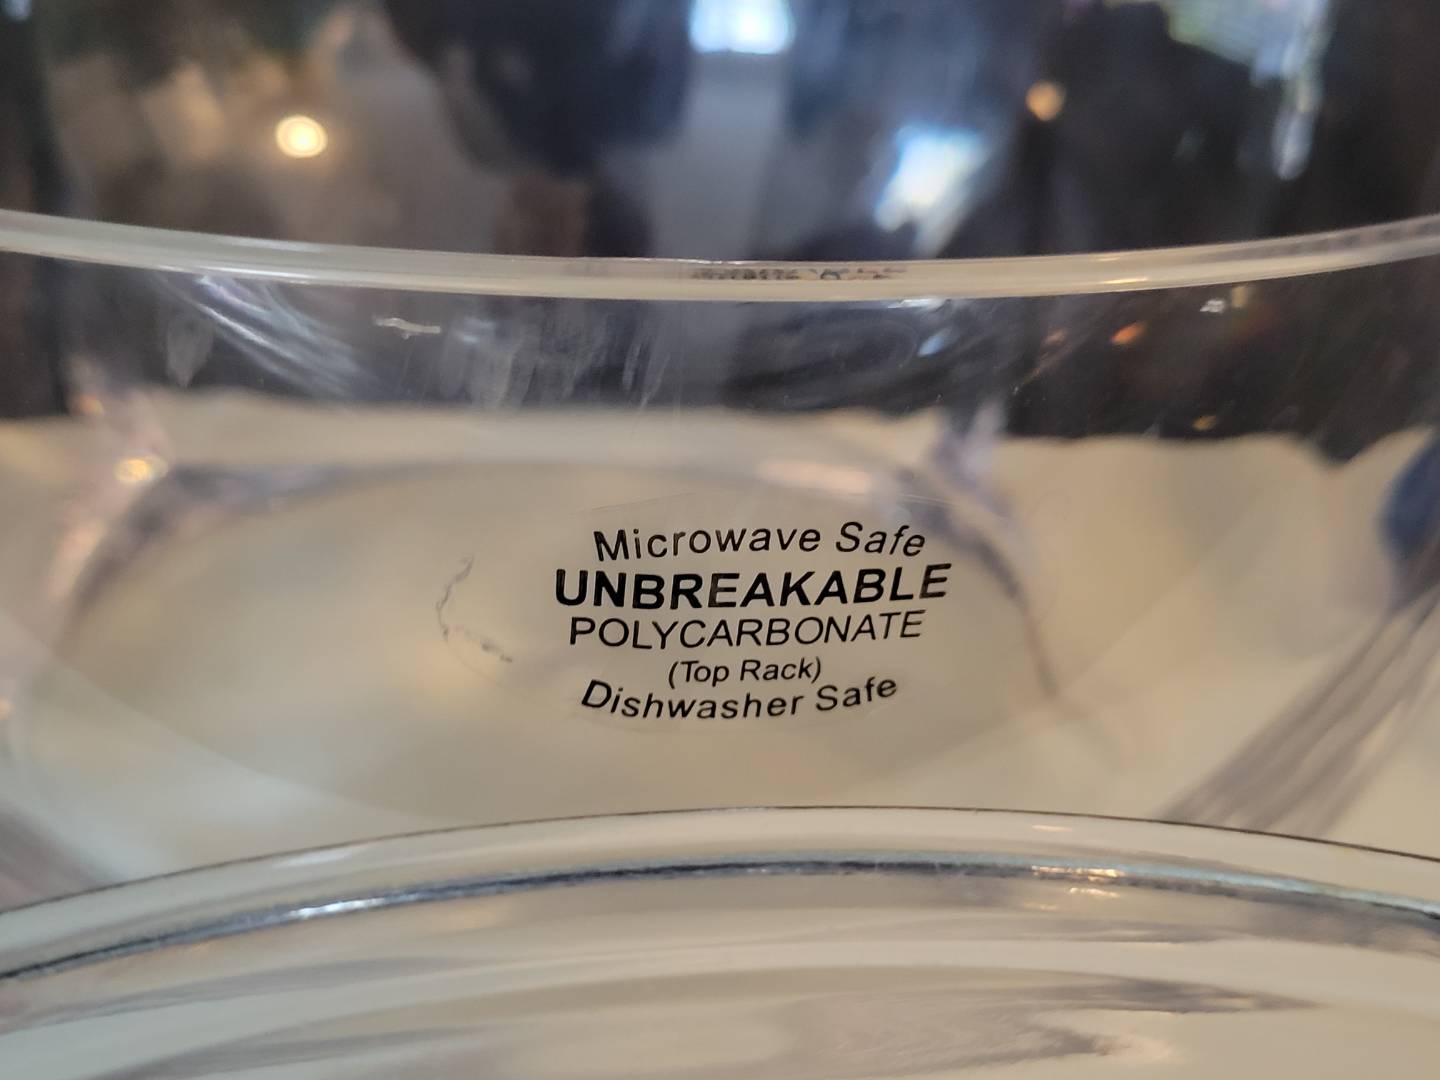 Microwave Safe
UNBREAKABLE
POLYCARBONATE
(Top Rack)
Dishwasher Safe